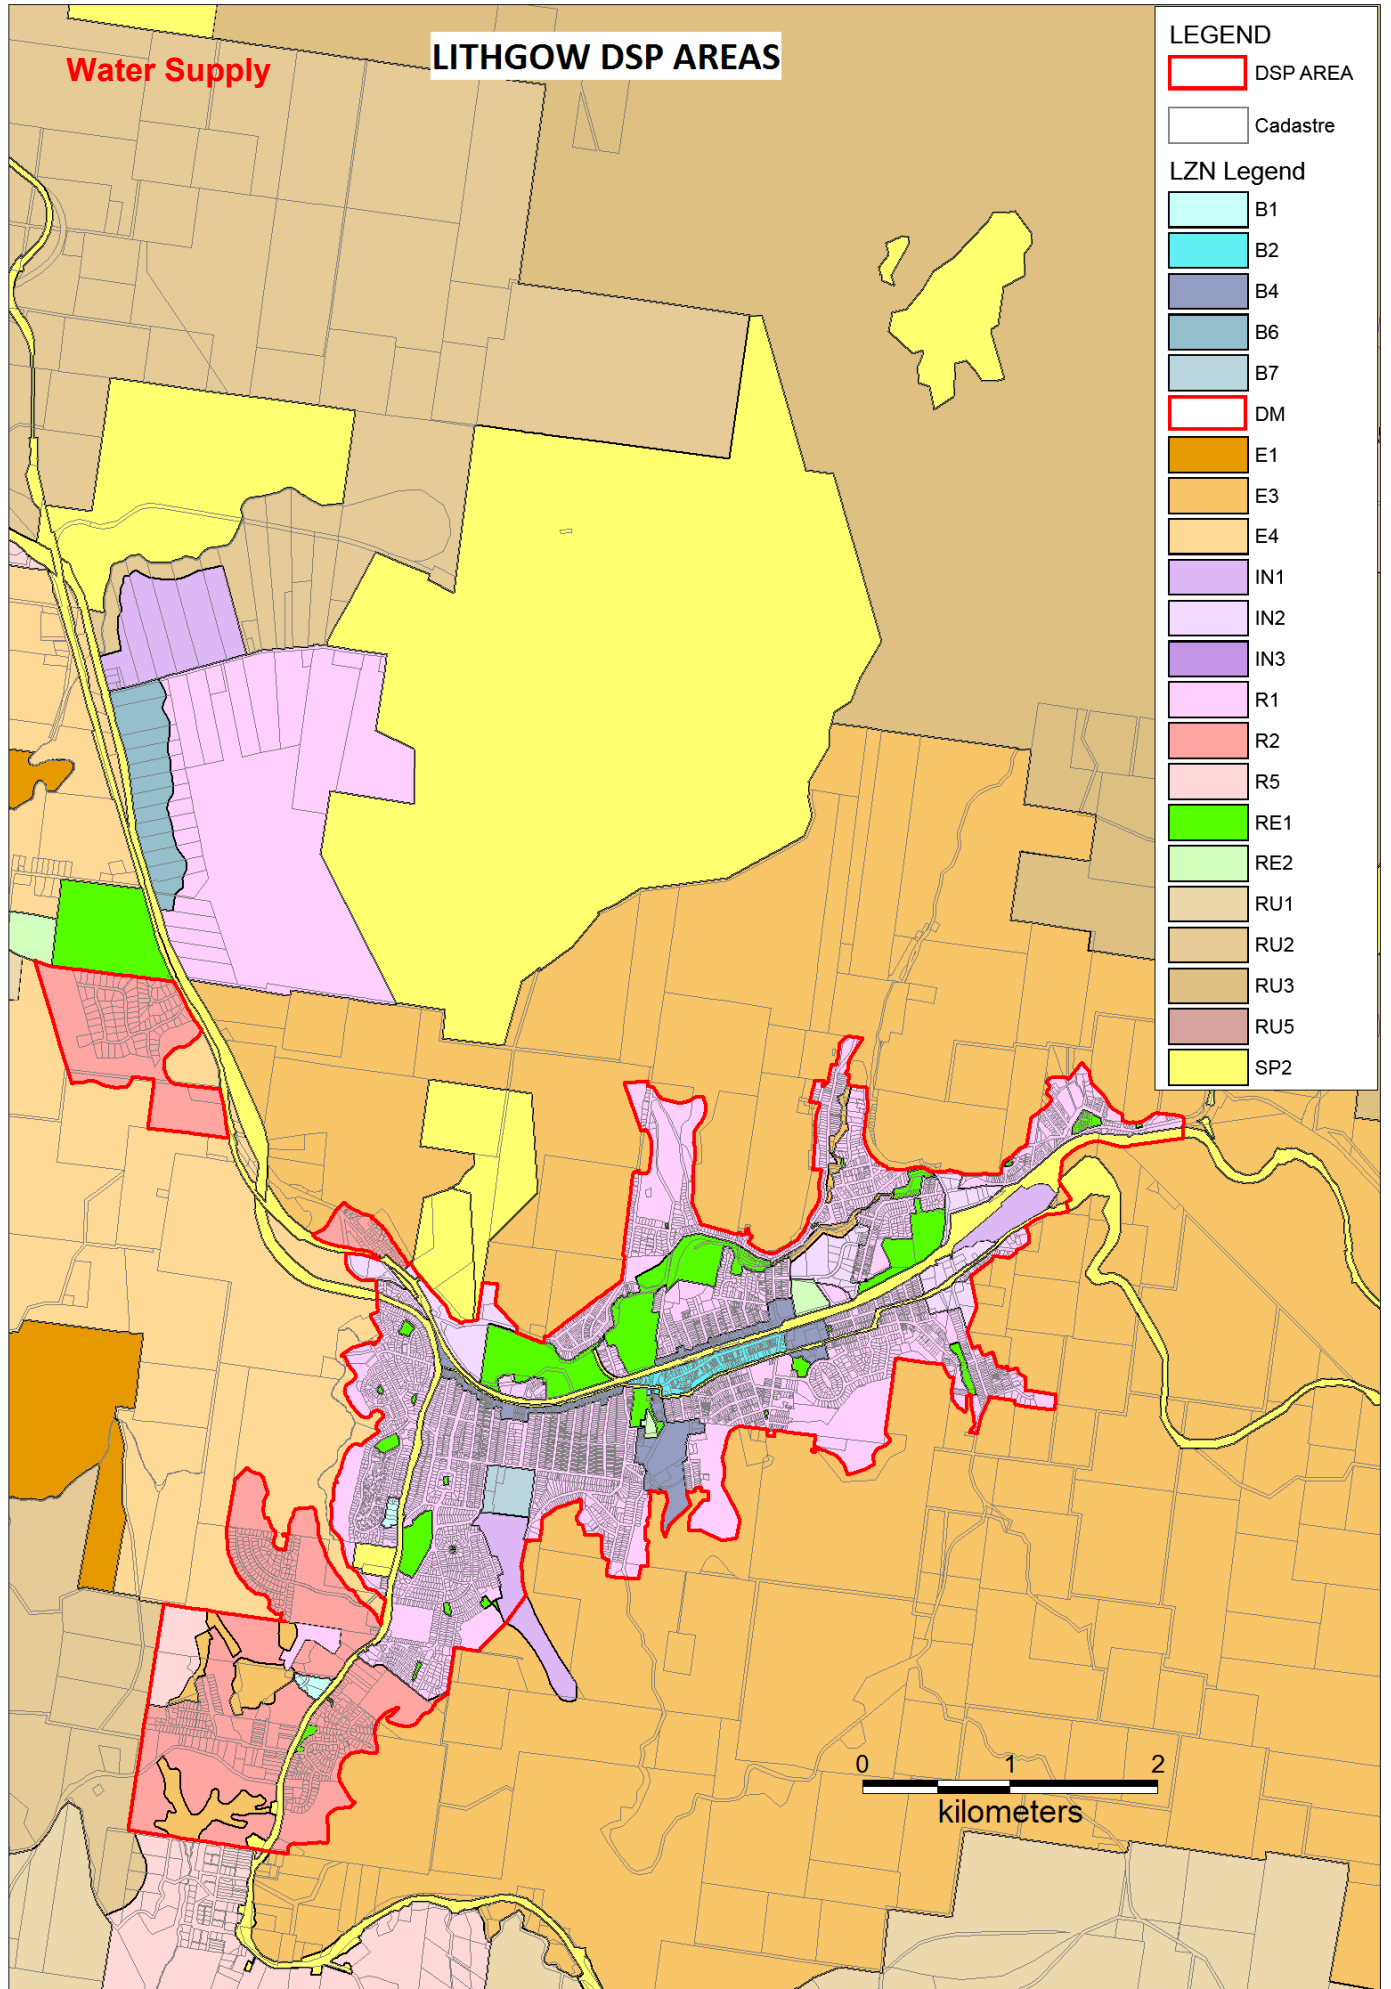 LITHGOW DSP AREAS
Water Supply
LEGEND
DSP AREA
Cadastre
LZN Legend
B1
B2
B4
B6
B7
DM
E1
E3
E4
IN1
IN2
IN3
R1
R2
R5
RE1
RE2
RU1
RU2
RU3
RU5
SP2
0 1 2
kilometers